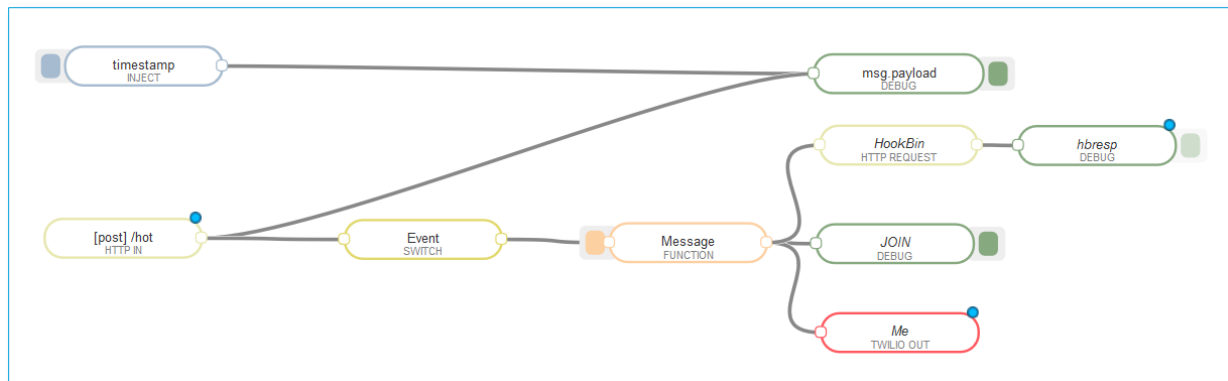 timestamp
INJECT
msg.payload
DEBUG
HookBin
HTTP REQUEST
hbresp
DEBUG
[post] /hot
HTTP IN
Event
SWITCH
Message
FUNCTION
JOIN
DEBUG
Me
TWILIO OUT